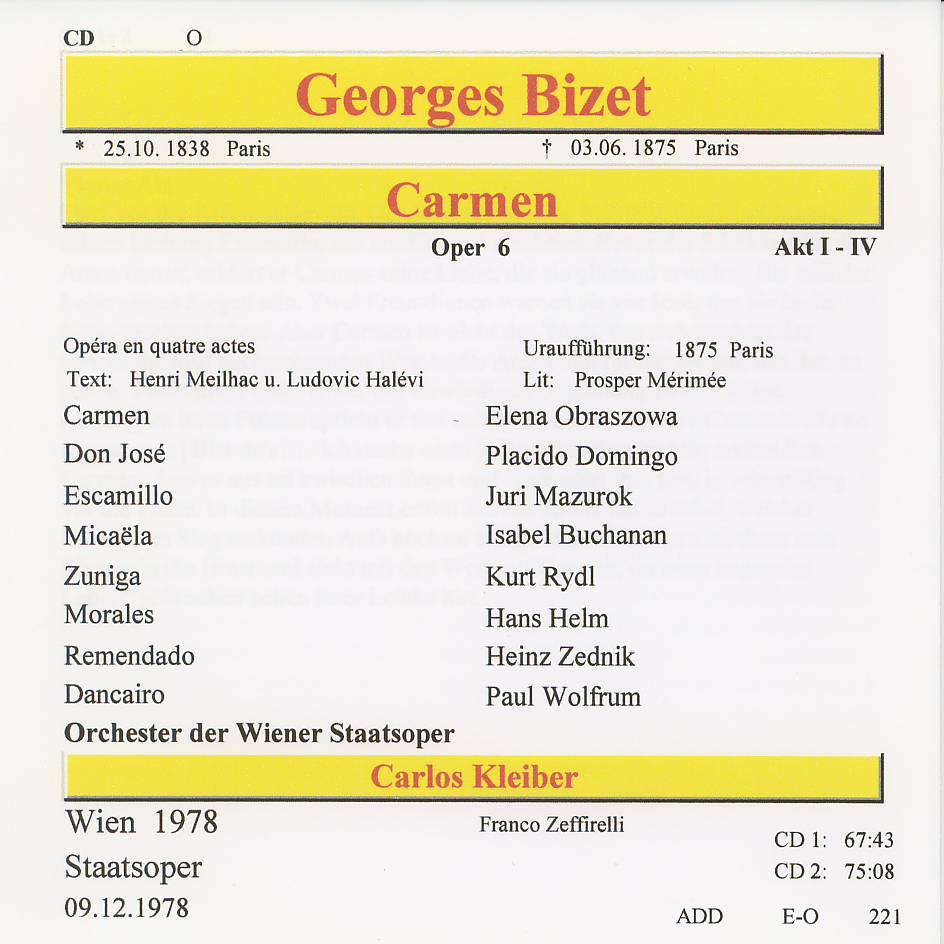 CD O
Georges Bizet
* 25.10. 1838 Paris † 03.06. 1875 Paris
Carmen
Oper 6 Akt I - IV
Opéra en quatre actes Uraufführung: 1875 Paris
Text: Henri Meilhac u. Ludovic Halévi Lit: Prosper Mérimée
Carmen Elena Obraszowa
Don José Placido Domingo
Escamillo Juri Mazurok
Micaëla Isabel Buchanan
Zuniga Kurt Rydl
Morales Hans Helm
Remendado Heinz Zednik
Dancairo Paul Wolfrum
Orchester der Wiener Staatsoper
Carlos Kleiber
Wien 1978 Franco Zeffirelli
CD 1: 67:43
Staatsoper CD 2: 75:08
09.12.1978 ADD E-O 221